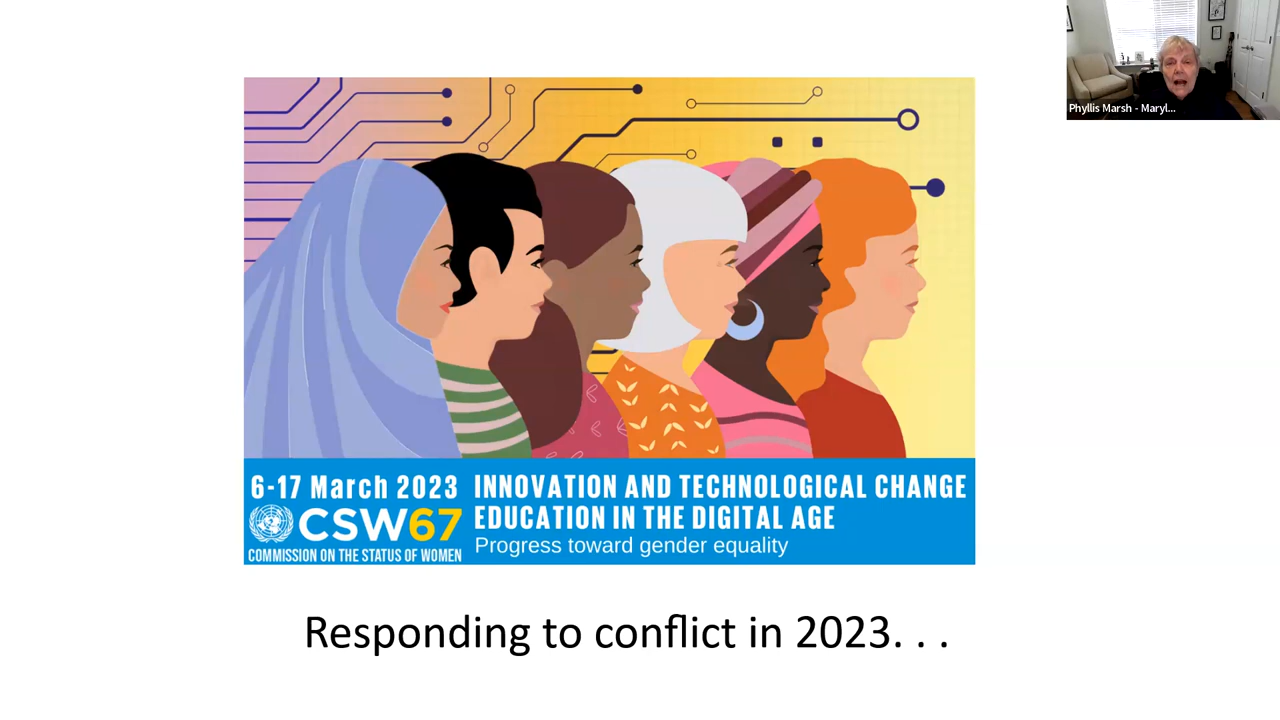 Phyllis Marsh - Maryl...
6-17 March 2023
CSW67
COMMISSION ON THE STATUS OF WOMEN
INNOVATION AND TECHNOLOGICAL CHANGE
EDUCATION IN THE DIGITAL AGE
Progress toward gender equality
Responding to conflict in 2023. . .